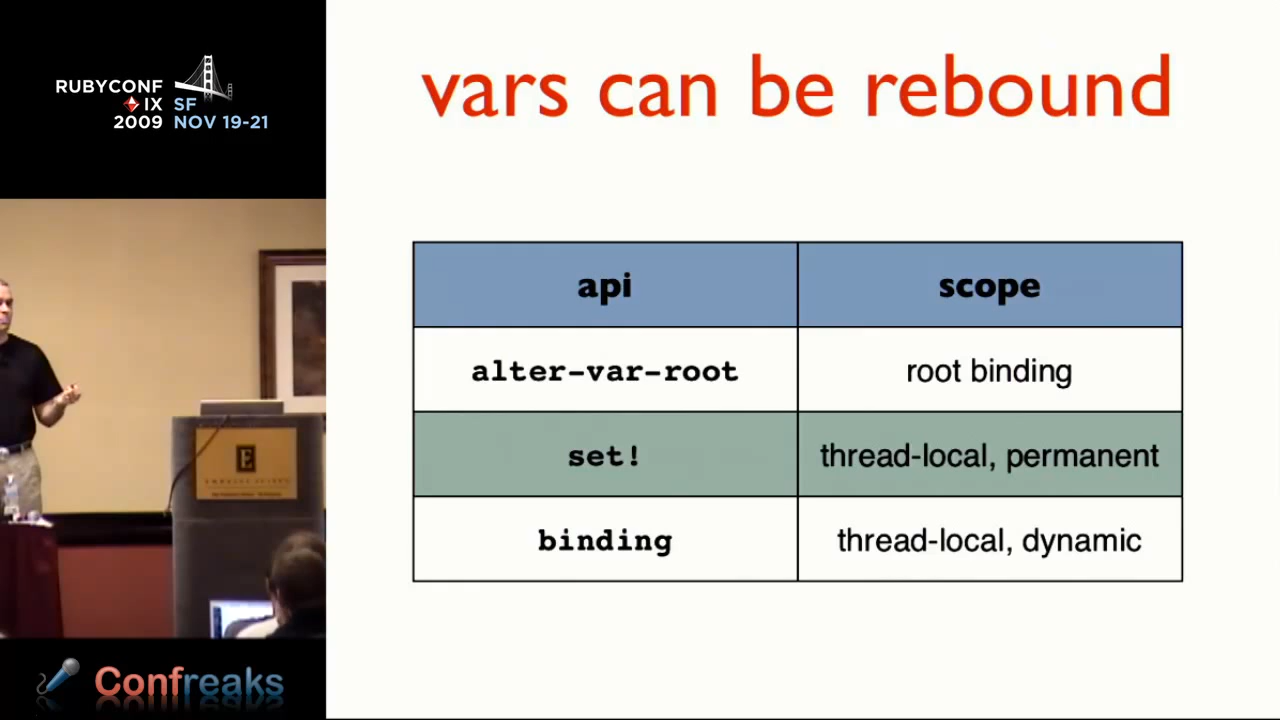 RUBYCONF
IX SF
2009 NOV 19-21
vars can be rebound
api scope
alter-var-root root binding
set! thread-local, permanent
binding thread-local, dynamic
E
Confreaks